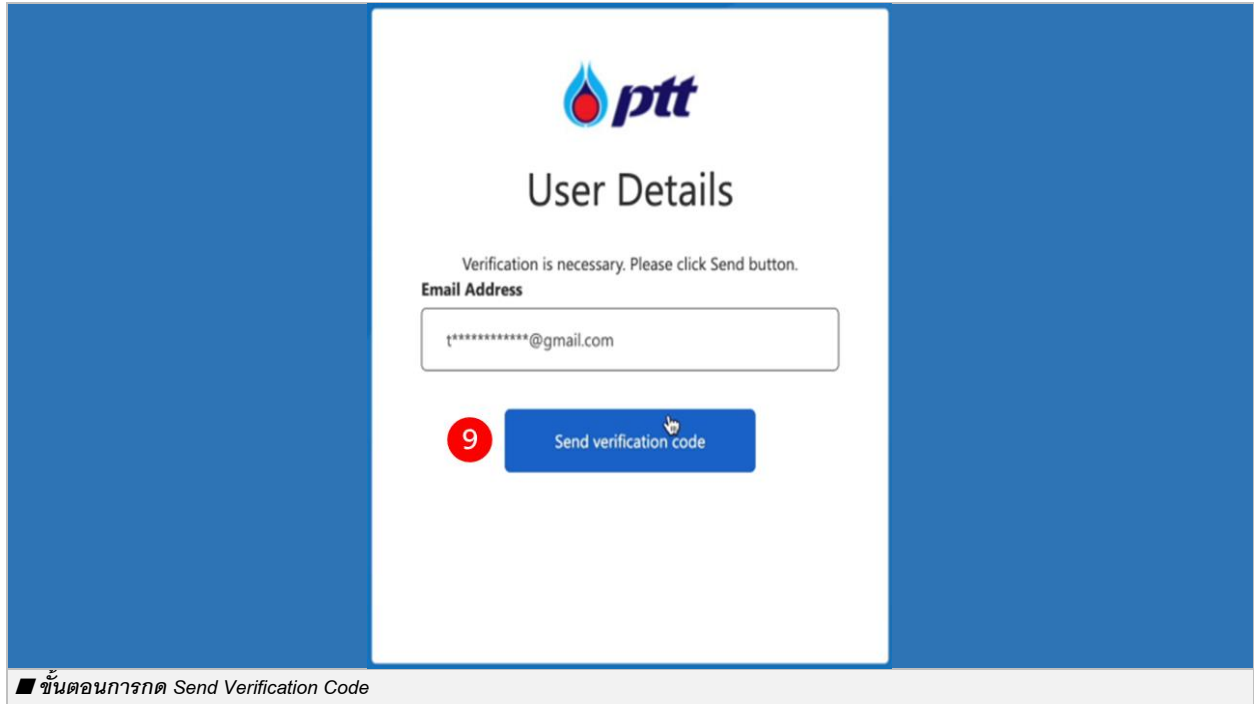 ptt
User Details
Verification is necessary. Please click Send button.
Email Address
t************@gmail.com
9
Send verification code
ขั้นตอนการกด Send Verification Code